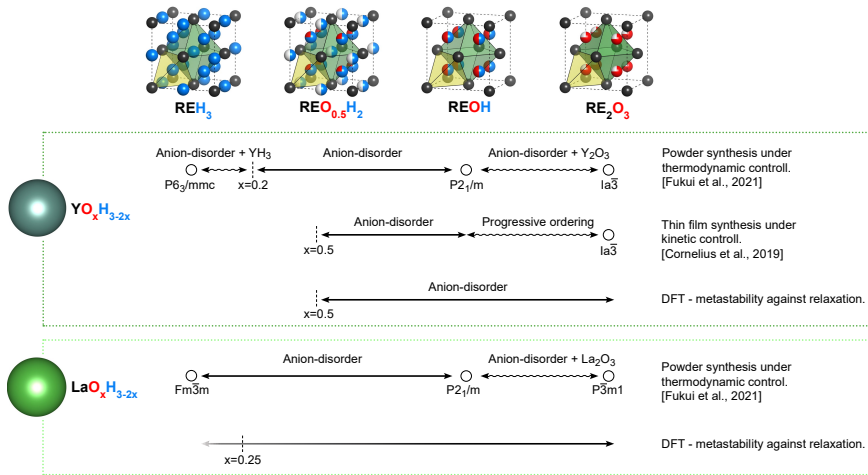 REH₃ REO₀.₅H₂ REOH RE₂O₃
YOₓH₃₋₂ₓ
Anion-disorder + YH₃ Anion-disorder Anion-disorder + Y₂O₃
P6₃/mmc x=0.2 P2₁/m Ia3̅
Powder synthesis under
thermodynamic controll.
[Fukui et al., 2021]
Anion-disorder Progressive ordering
x=0.5 Ia3̅
Thin film synthesis under
kinetic controll.
[Cornelius et al., 2019]
Anion-disorder
x=0.5
DFT - metastability against relaxation.
LaOₓH₃₋₂ₓ
Anion-disorder Anion-disorder + La₂O₃
Fm3̅m P2₁/m P3̅m1
Powder synthesis under
thermodynamic control.
[Fukui et al., 2021]
x=0.25
DFT - metastability against relaxation.